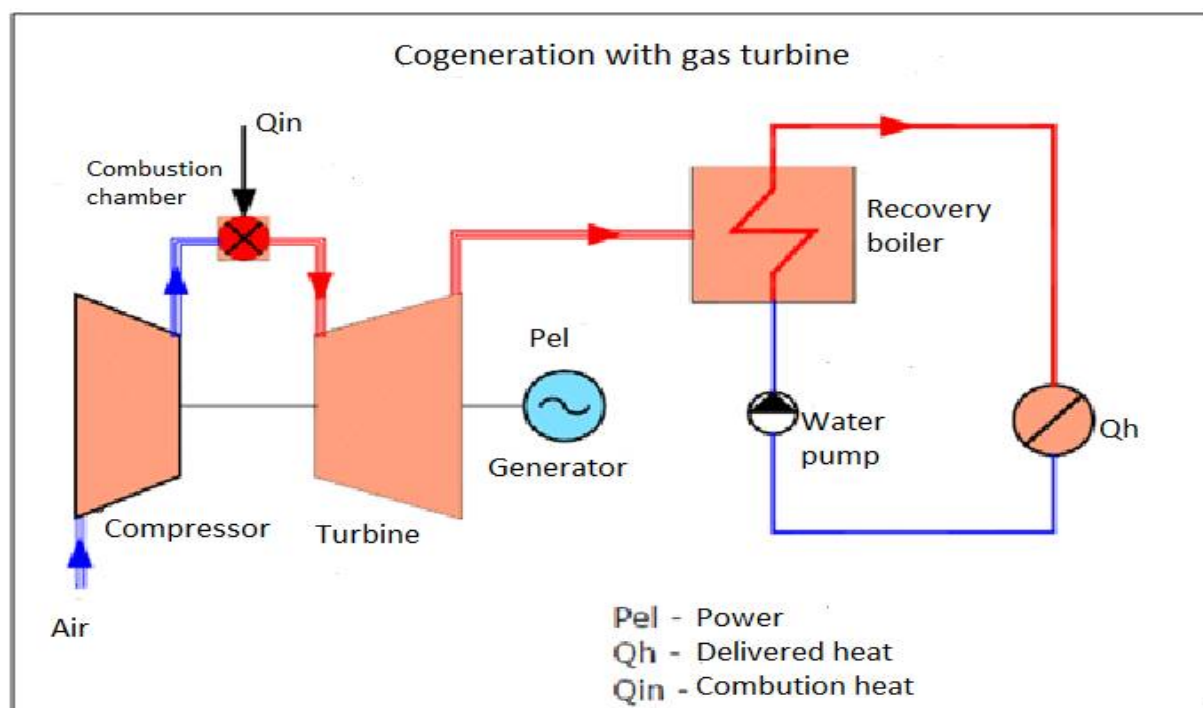 Cogeneration with gas turbine
Qin
Combustion
chamber
Recovery
boiler
Pel
Generator
Water
pump
Qh
Compressor
Turbine
Air
Pel - Power
Qh - Delivered heat
Qin - Combution heat